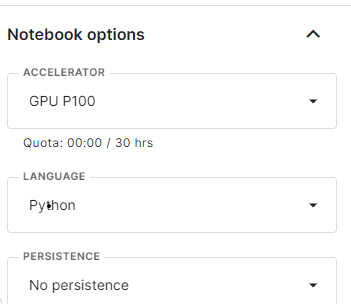 Notebook options
ACCELERATOR
GPU P100
Quota: 00:00 / 30 hrs
LANGUAGE
Python
PERSISTENCE
No persistence